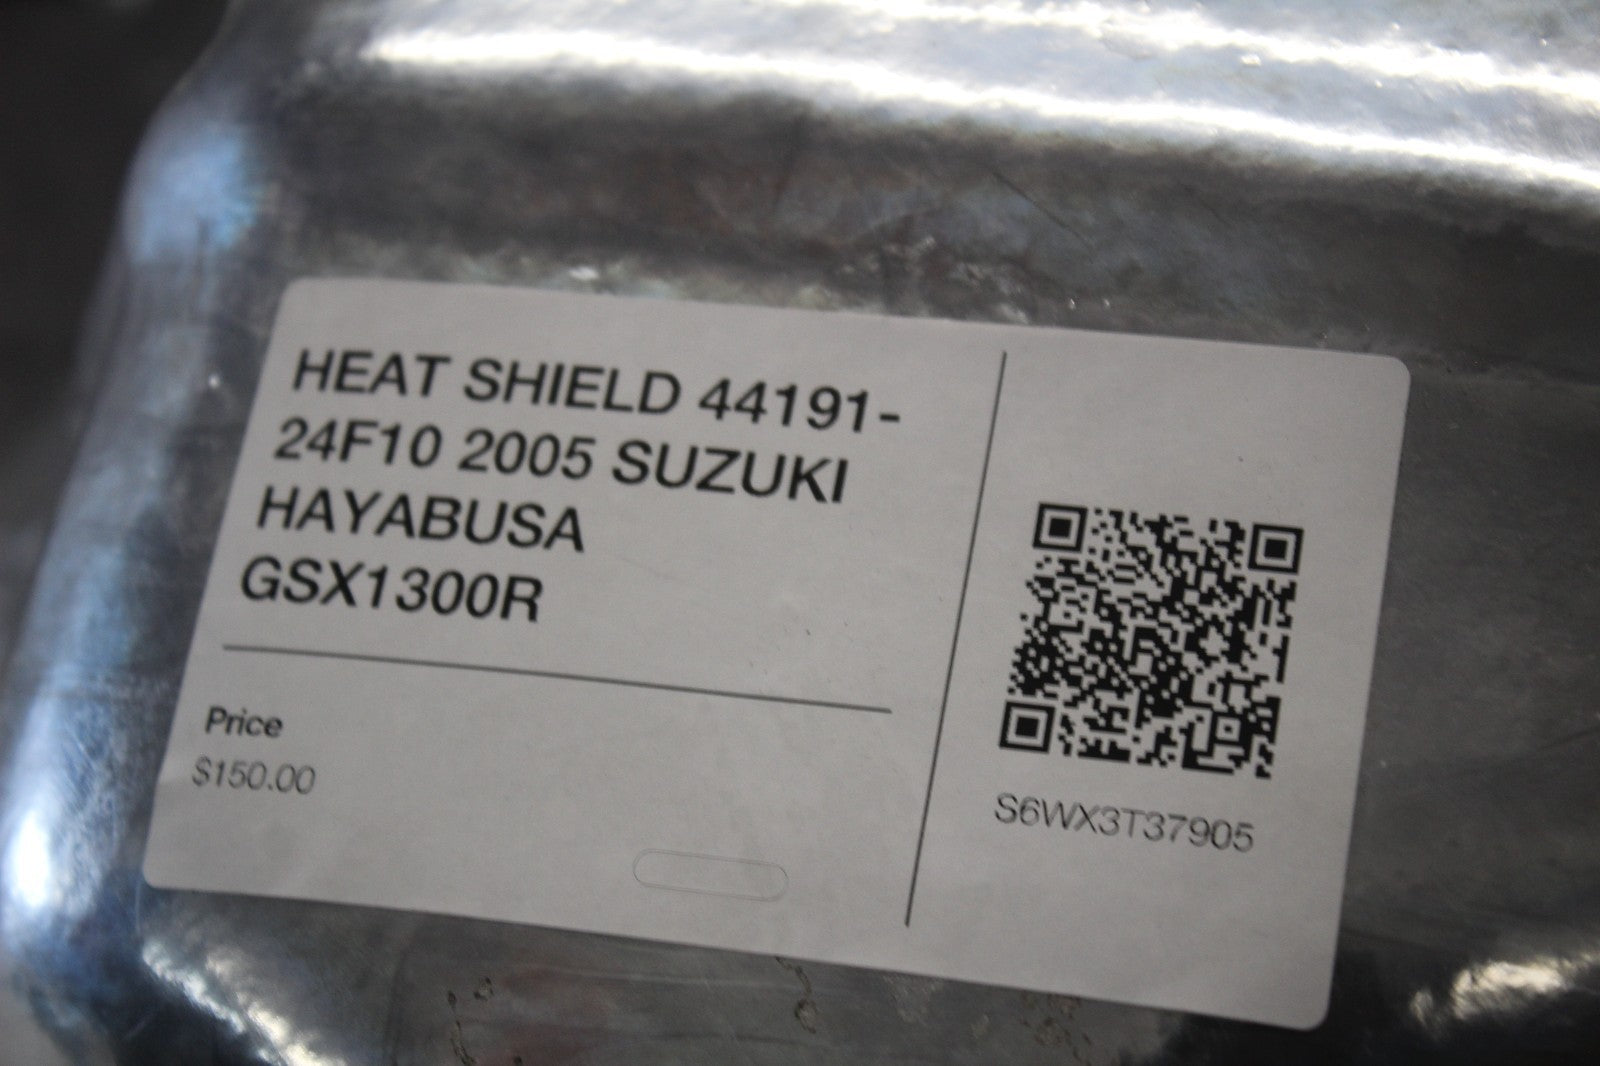 HEAT SHIELD 44191-
24F10 2005 SUZUKI
HAYABUSA
GSX1300R
Price
$150.00
S6WX3T37905